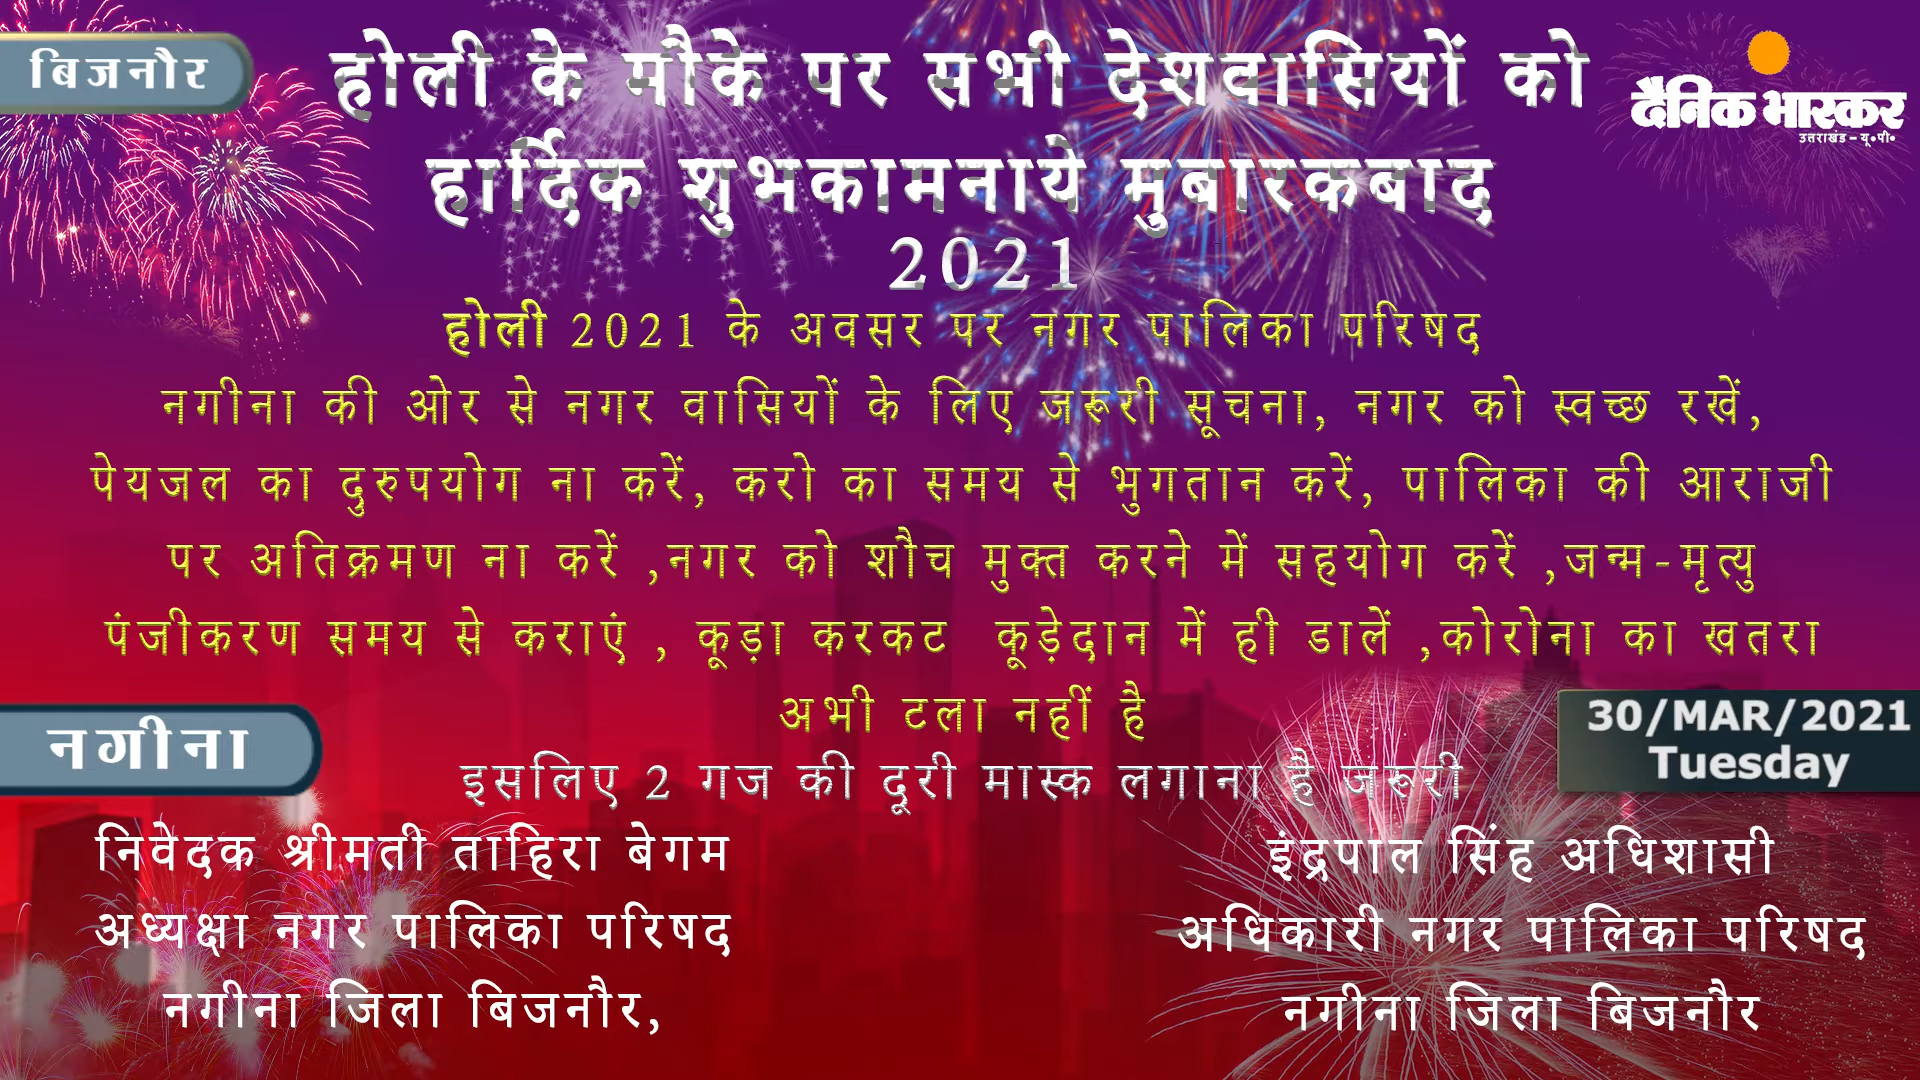 बिजनौर
होली के मौके पर सभी देशवासियों को
दैनिक भास्कर
उत्तराखंड – यू०पी०
हार्दिक शुभकामनाये मुबारकबाद
2021
होली 2021 के अवसर पर नगर पालिका परिषद
नगीना की ओर से नगर वासियों के लिए जरूरी सूचना, नगर को स्वच्छ रखें,
पेयजल का दुरुपयोग ना करें, करो का समय से भुगतान करें, पालिका की आराजी
पर अतिक्रमण ना करें ,नगर को शौच मुक्त करने में सहयोग करें ,जन्म-मृत्यु
पंजीकरण समय से कराएं , कूड़ा करकट कूड़ेदान में ही डालें ,कोरोना का खतरा
अभी टला नहीं है
30/MAR/2021
Tuesday
नगीना
इसलिए 2 गज की दूरी मास्क लगाना है जरूरी
निवेदक श्रीमती ताहिरा बेगम
अध्यक्षा नगर पालिका परिषद
नगीना जिला बिजनौर,
इंद्रपाल सिंह अधिशासी
अधिकारी नगर पालिका परिषद
नगीना जिला बिजनौर